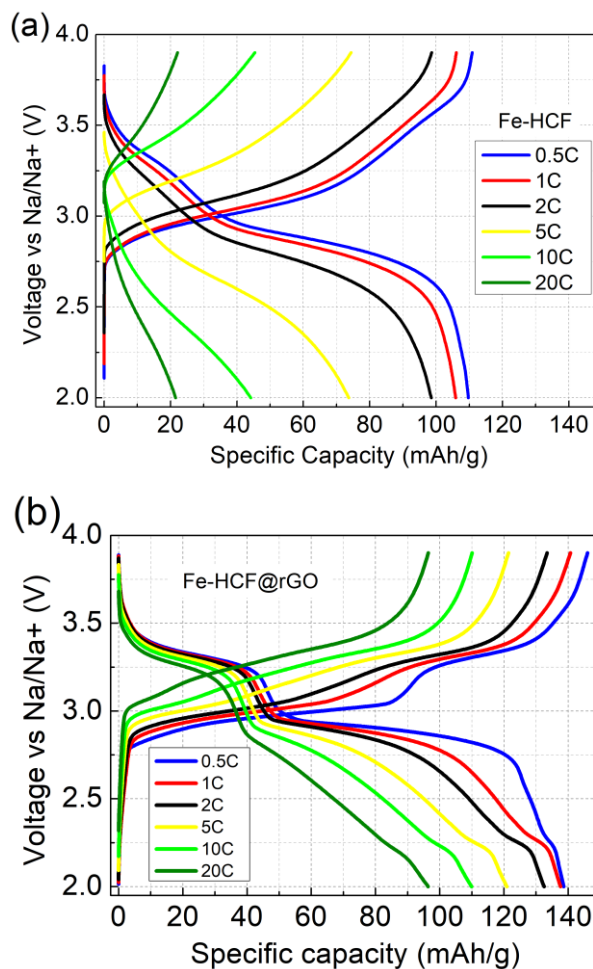 (a)
4.0
3.5
3.0
2.5
2.0
Voltage vs Na/Na+ (V)
Fe-HCF
0.5C
1C
2C
5C
10C
20C
0 20 40 60 80 100 120 140
Specific Capacity (mAh/g)
(b)
4.0
3.5
3.0
2.5
2.0
Voltage vs Na/Na+ (V)
Fe-HCF@rGO
0.5C
1C
2C
5C
10C
20C
0 20 40 60 80 100 120 140
Specific capacity (mAh/g)